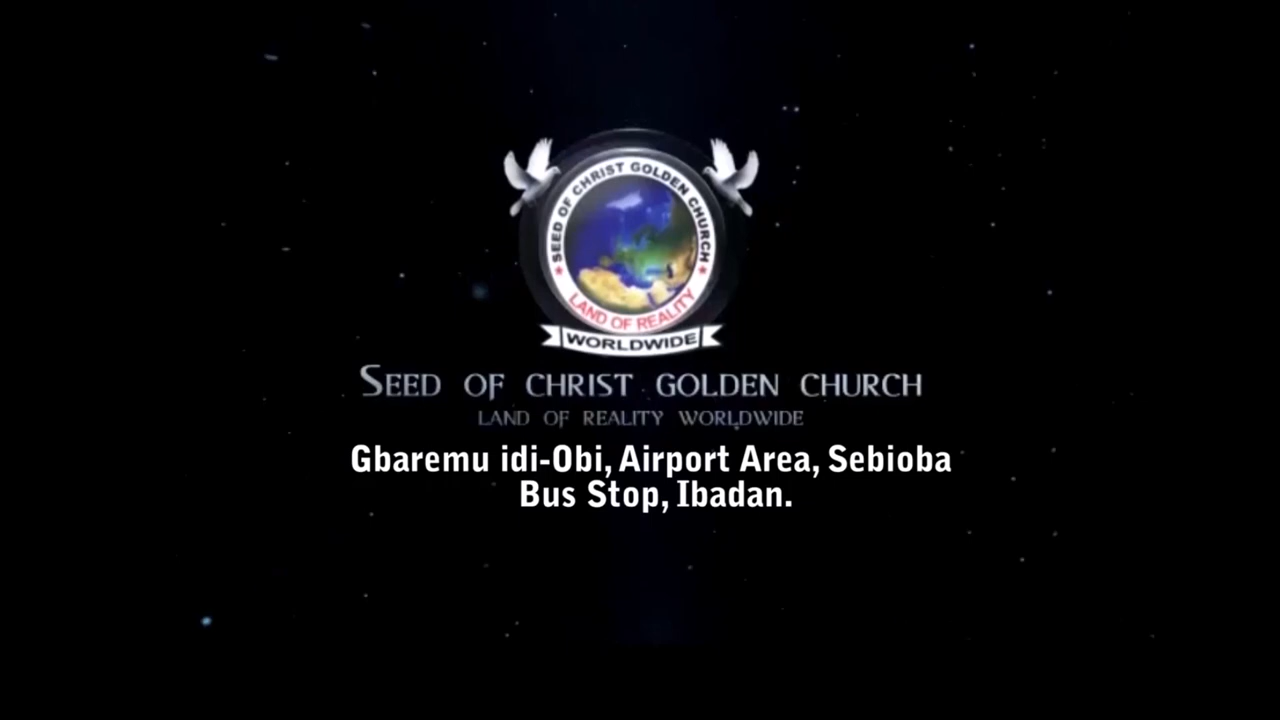 SEED OF CHRIST GOLDEN CHURCH
LAND OF REALITY
WORLDWIDE
SEED OF CHRIST GOLDEN CHURCH
LAND OF REALITY WORLDWIDE
Gbaremu idi-Obi, Airport Area, Sebioba
Bus Stop, Ibadan.